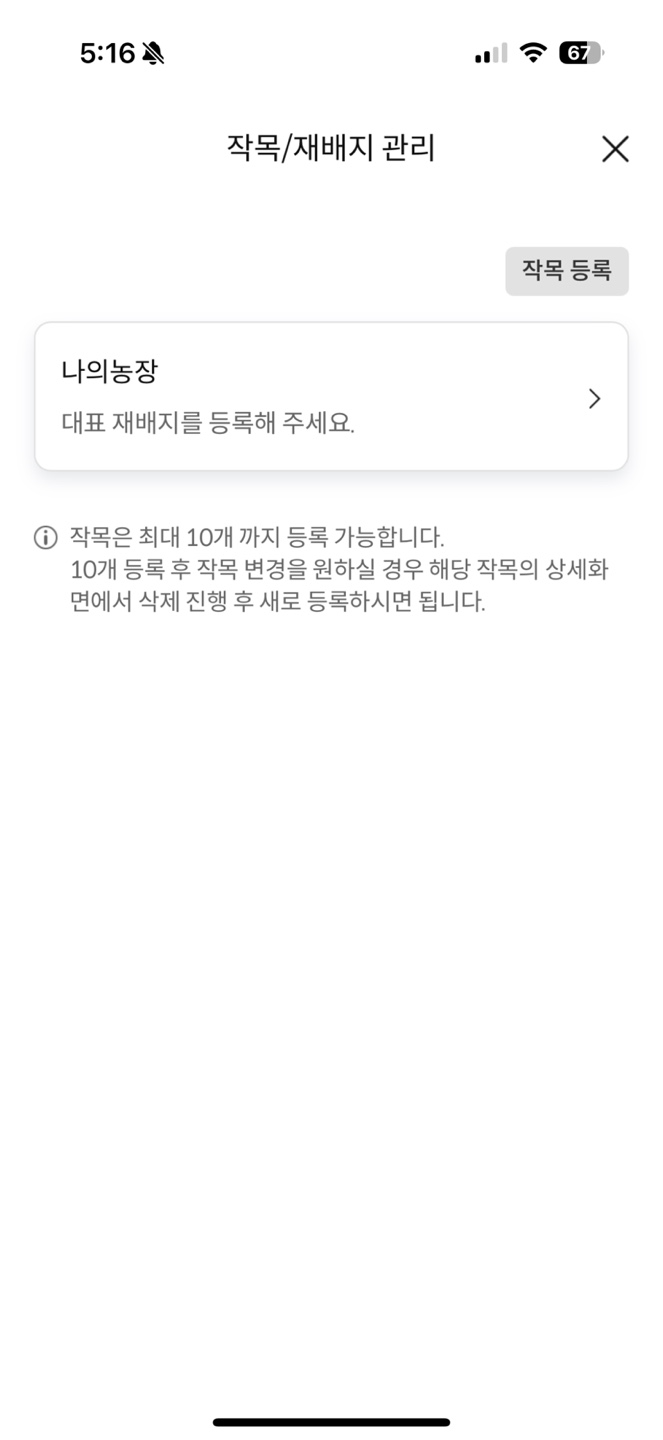 5:16
67
작목/재배지 관리
작목 등록
나의농장
대표 재배지를 등록해 주세요.
작목은 최대 10개 까지 등록 가능합니다.
10개 등록 후 작목 변경을 원하실 경우 해당 작목의 상세화
면에서 삭제 진행 후 새로 등록하시면 됩니다.